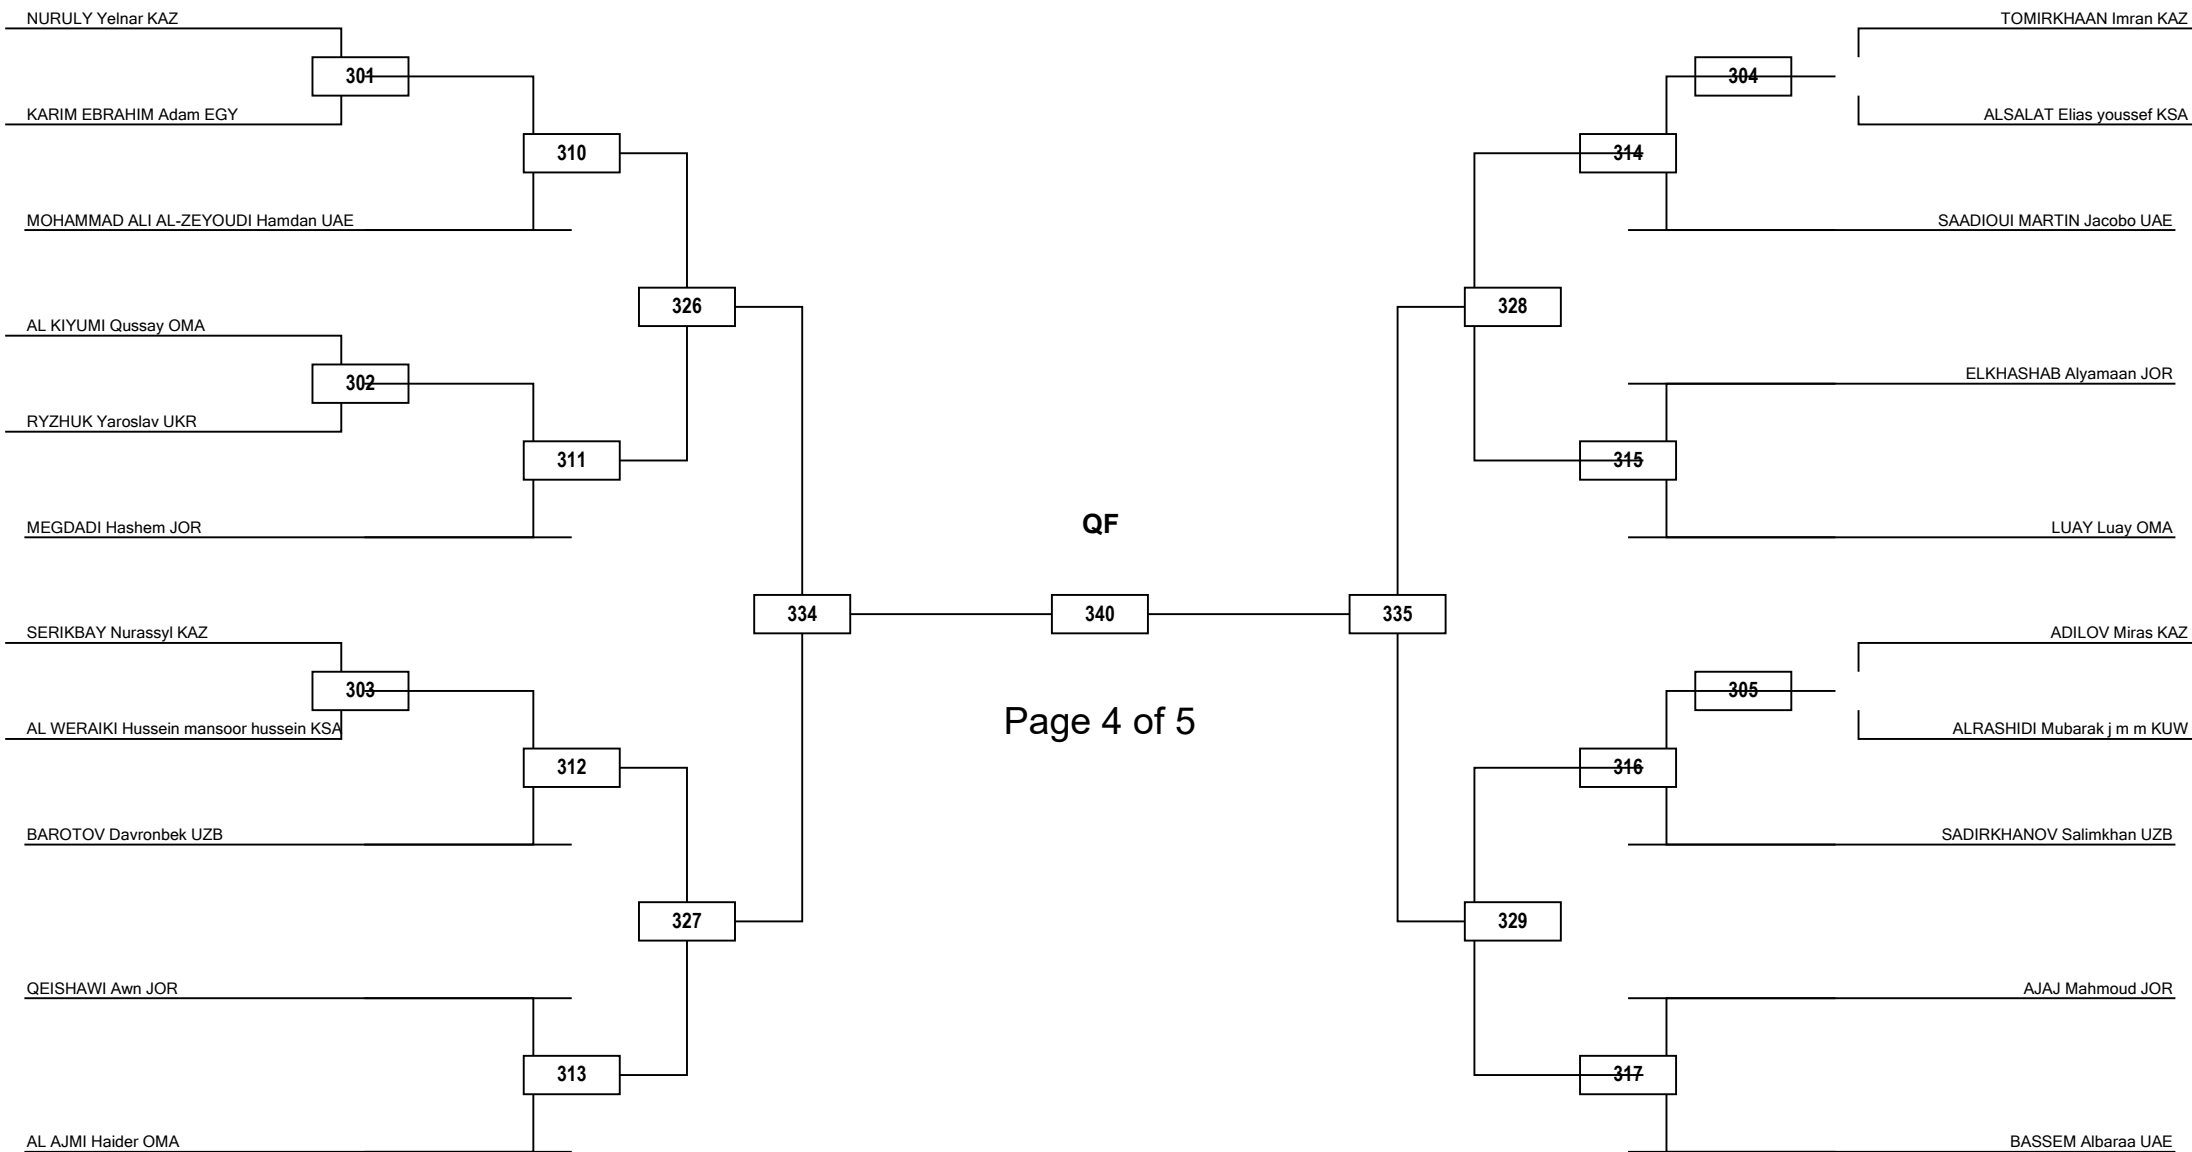 NURULY Yelnar KAZ
301
KARIM EBRAHIM Adam EGY
310
MOHAMMAD ALI AL-ZEYOUDI Hamdan UAE
326
AL KIYUMI Qussay OMA
302
RYZHUK Yaroslav UKR
311
MEGDADI Hashem JOR
334
SERIKBAY Nurassyl KAZ
303
AL WERAIKI Hussein mansoor hussein KSA
312
BAROTOV Davronbek UZB
327
QEISHAWI Awn JOR
313
AL AJMI Haider OMA
QF
340
Page 4 of 5
TOMIRKHAAN Imran KAZ
304
ALSALAT Elias youssef KSA
314
SAADIOUI MARTIN Jacobo UAE
328
ELKHASHAB Alyamaan JOR
315
LUAY Luay OMA
335
ADILOV Miras KAZ
305
ALRASHIDI Mubarak j m m KUW
316
SADIRKHANOV Salimkhan UZB
329
AJAJ Mahmoud JOR
317
BASSEM Albaraa UAE